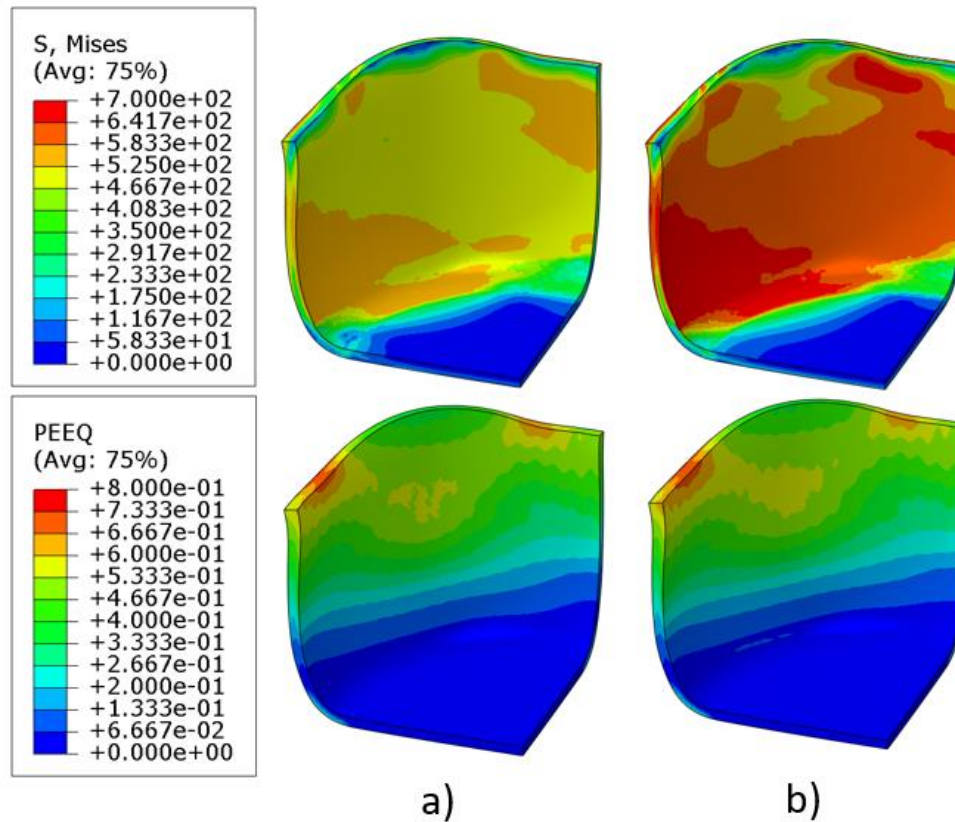 S, Mises
(Avg: 75%)
+7.000e+02
+6.417e+02
+5.833e+02
+5.250e+02
+4.667e+02
+4.083e+02
+3.500e+02
+2.917e+02
+2.333e+02
+1.750e+02
+1.167e+02
+5.833e+01
+0.000e+00
PEEQ
(Avg: 75%)
+8.000e-01
+7.333e-01
+6.667e-01
+6.000e-01
+5.333e-01
+4.667e-01
+4.000e-01
+3.333e-01
+2.667e-01
+2.000e-01
+1.333e-01
+6.667e-02
+0.000e+00
a) b)